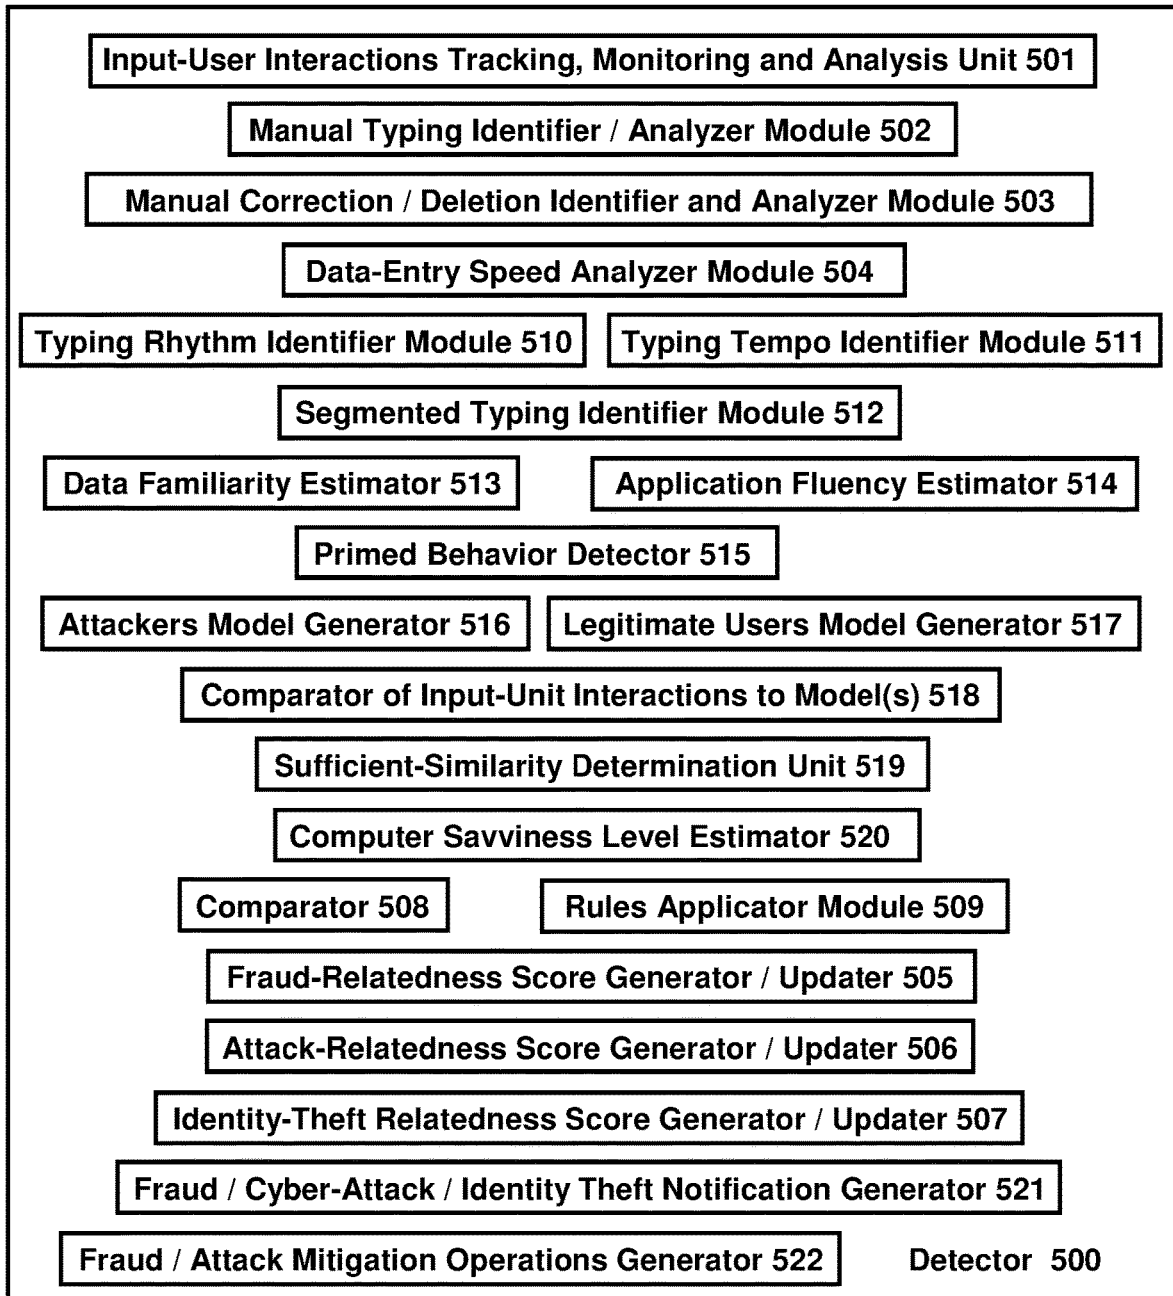 Input-User Interactions Tracking, Monitoring and Analysis Unit 501
Manual Typing Identifier / Analyzer Module 502
Manual Correction / Deletion Identifier and Analyzer Module 503
Data-Entry Speed Analyzer Module 504
Typing Rhythm Identifier Module 510
Typing Tempo Identifier Module 511
Segmented Typing Identifier Module 512
Data Familiarity Estimator 513
Application Fluency Estimator 514
Primed Behavior Detector 515
Attackers Model Generator 516
Legitimate Users Model Generator 517
Comparator of Input-Unit Interactions to Model(s) 518
Sufficient-Similarity Determination Unit 519
Computer Savviness Level Estimator 520
Comparator 508
Rules Applicator Module 509
Fraud-Relatedness Score Generator / Updater 505
Attack-Relatedness Score Generator / Updater 506
Identity-Theft Relatedness Score Generator / Updater 507
Fraud / Cyber-Attack / Identity Theft Notification Generator 521
Fraud / Attack Mitigation Operations Generator 522
Detector 500